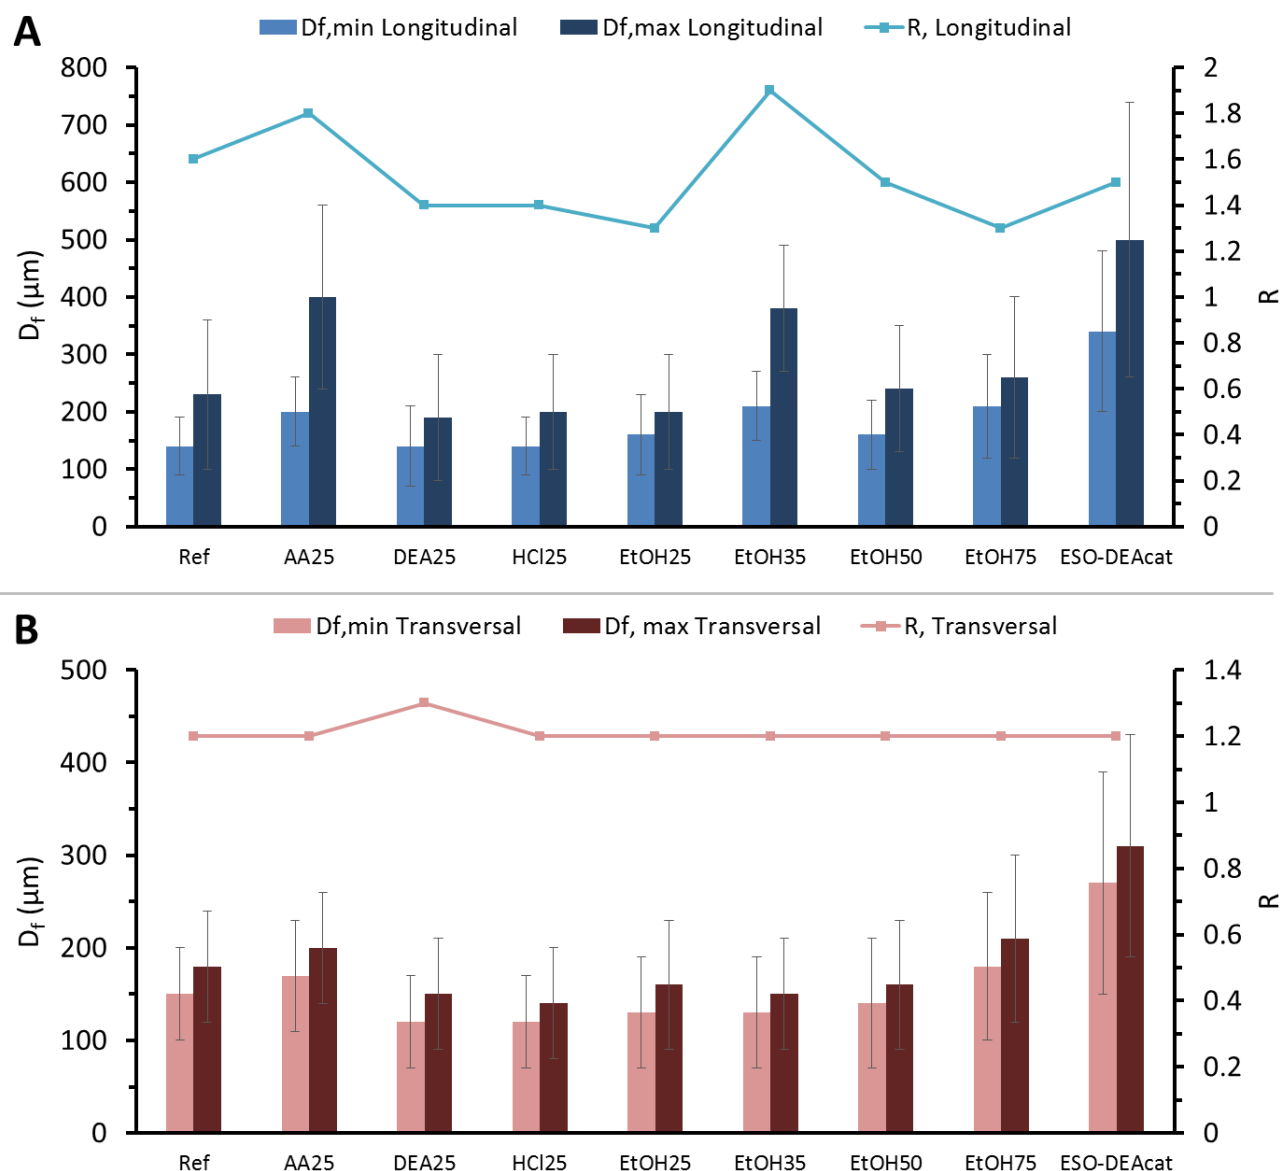 A
Df,min Longitudinal Df,max Longitudinal R, Longitudinal
800 2
700 1.8
600 1.6
500 1.4
400 1.2
300 1
200 0.8
100 0.6
0 0.4
0.2
0
Df (µm)
R
Ref AA25 DEA25 HCl25 EtOH25 EtOH35 EtOH50 EtOH75 ESO-DEAcat
B
Df,min Transversal Df, max Transversal R, Transversal
500 1.4
400 1.2
300 1
200 0.8
100 0.6
0 0.4
0.2
0
Df (µm)
R
Ref AA25 DEA25 HCl25 EtOH25 EtOH35 EtOH50 EtOH75 ESO-DEAcat